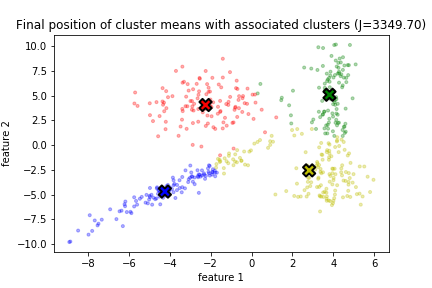 Final position of cluster means with associated clusters (J=3349.70)
10.0
7.5
5.0
2.5
0.0
−2.5
−5.0
−7.5
−10.0
feature 2
−8 −6 −4 −2 0 2 4 6
feature 1